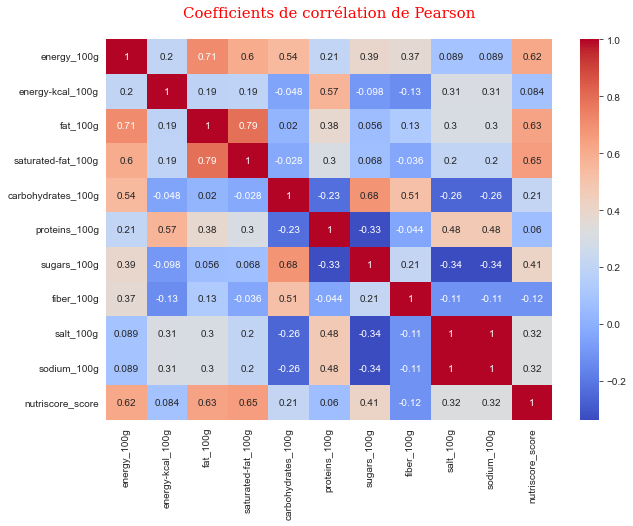 Coefficients de corrélation de Pearson
energy_100g 1 0.2 0.71 0.6 0.54 0.21 0.39 0.37 0.089 0.089 0.62
energy-kcal_100g 0.2 1 0.19 0.19 -0.048 0.57 -0.098 -0.13 0.31 0.31 0.084
fat_100g 0.71 0.19 1 0.79 0.02 0.38 0.056 0.13 0.3 0.3 0.63
saturated-fat_100g 0.6 0.19 0.79 1 -0.028 0.3 0.068 -0.036 0.2 0.2 0.65
carbohydrates_100g 0.54 -0.048 0.02 -0.028 1 -0.23 0.68 0.51 -0.26 -0.26 0.21
proteins_100g 0.21 0.57 0.38 0.3 -0.23 1 -0.33 -0.044 0.48 0.48 0.06
sugars_100g 0.39 -0.098 0.056 0.068 0.68 -0.33 1 0.21 -0.34 -0.34 0.41
fiber_100g 0.37 -0.13 0.13 -0.036 0.51 -0.044 0.21 1 -0.11 -0.11 -0.12
salt_100g 0.089 0.31 0.3 0.2 -0.26 0.48 -0.34 -0.11 1 1 0.32
sodium_100g 0.089 0.31 0.3 0.2 -0.26 0.48 -0.34 -0.11 1 1 0.32
nutriscore_score 0.62 0.084 0.63 0.65 0.21 0.06 0.41 -0.12 0.32 0.32 1
energy_100g
energy-kcal_100g
fat_100g
saturated-fat_100g
carbohydrates_100g
proteins_100g
sugars_100g
fiber_100g
salt_100g
sodium_100g
nutriscore_score
1.0
0.8
0.6
0.4
0.2
0.0
−0.2